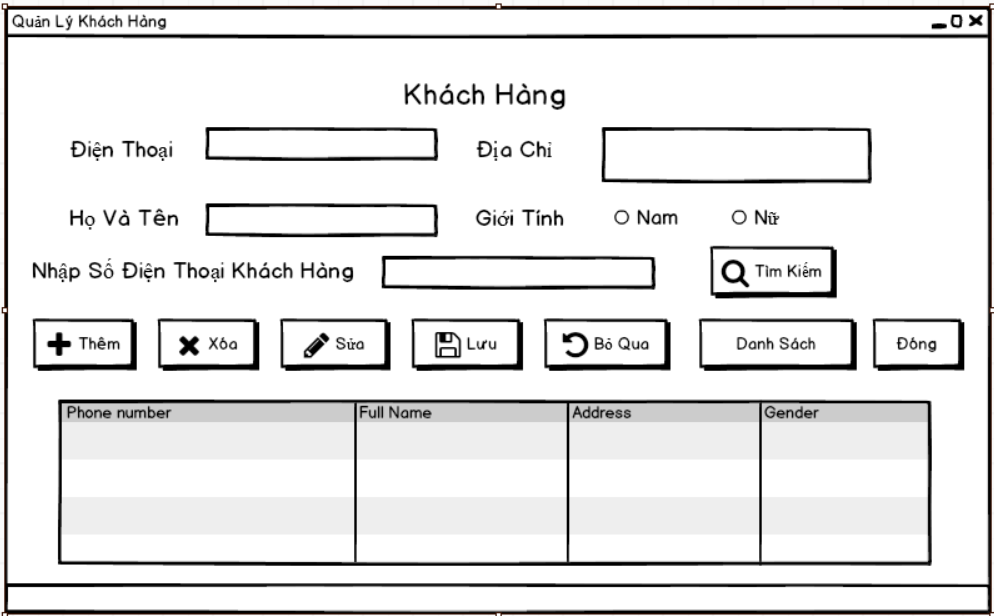 Quản Lý Khách Hàng
Khách Hàng
Điện Thoại Địa Chỉ
Họ Và Tên Giới Tính Nam Nữ
Nhập Số Điện Thoại Khách Hàng Tìm Kiếm
Thêm Xóa Sửa Lưu Bỏ Qua Danh Sách Đóng
Phone number Full Name Address Gender